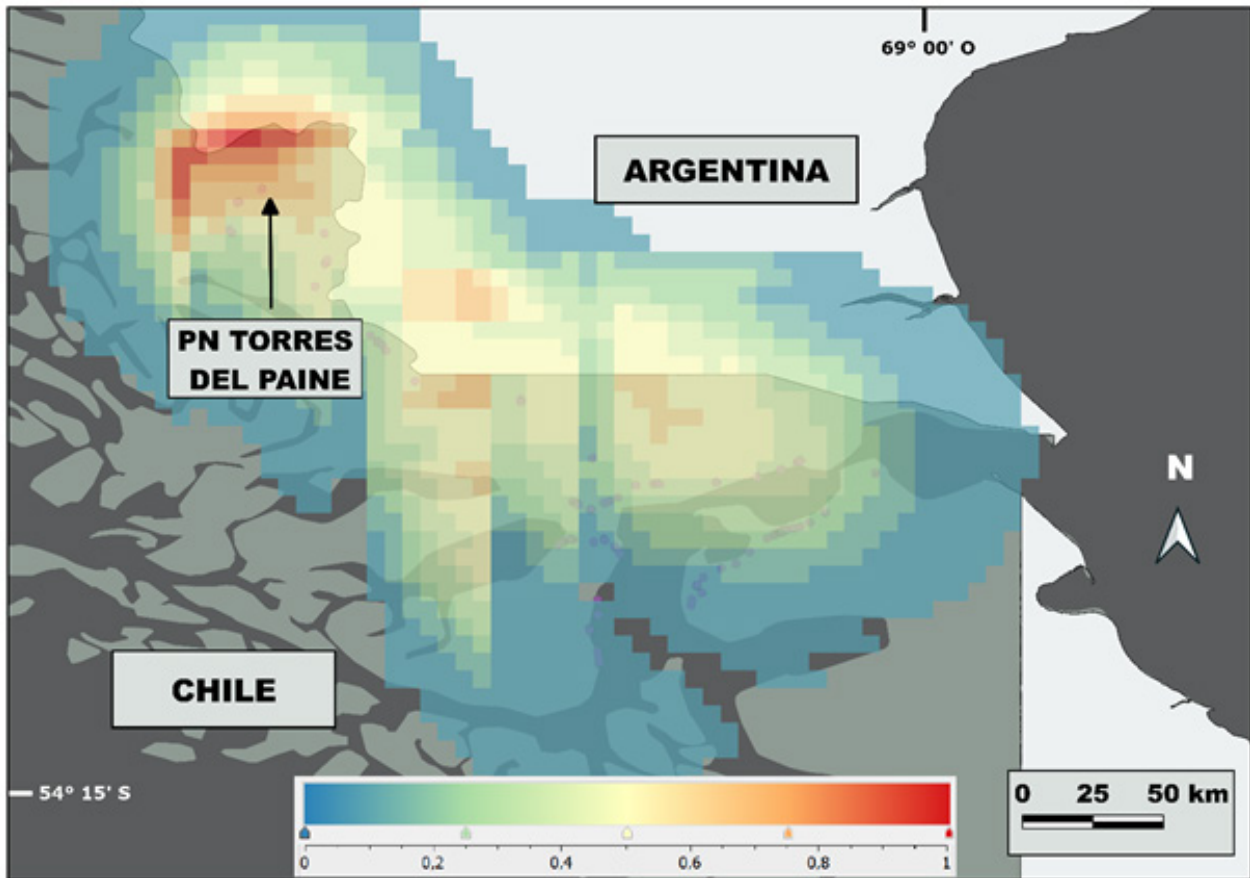 69° 00' O
ARGENTINA
PN TORRES
DEL PAINE
N
CHILE
54° 15' S
0 0,2 0,4 0,6 0,8 1
0 25 50 km